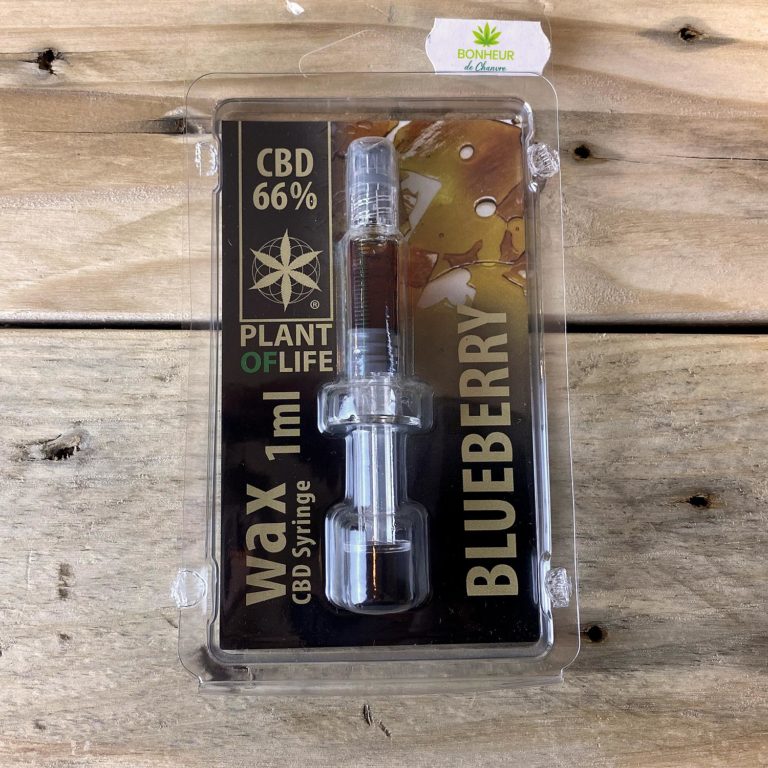 BONHEUR
de Chanvre
CBD
66%
®
PLANT
OFLIFE
wax 1ml
CBD Syringe
BLUEBERRY